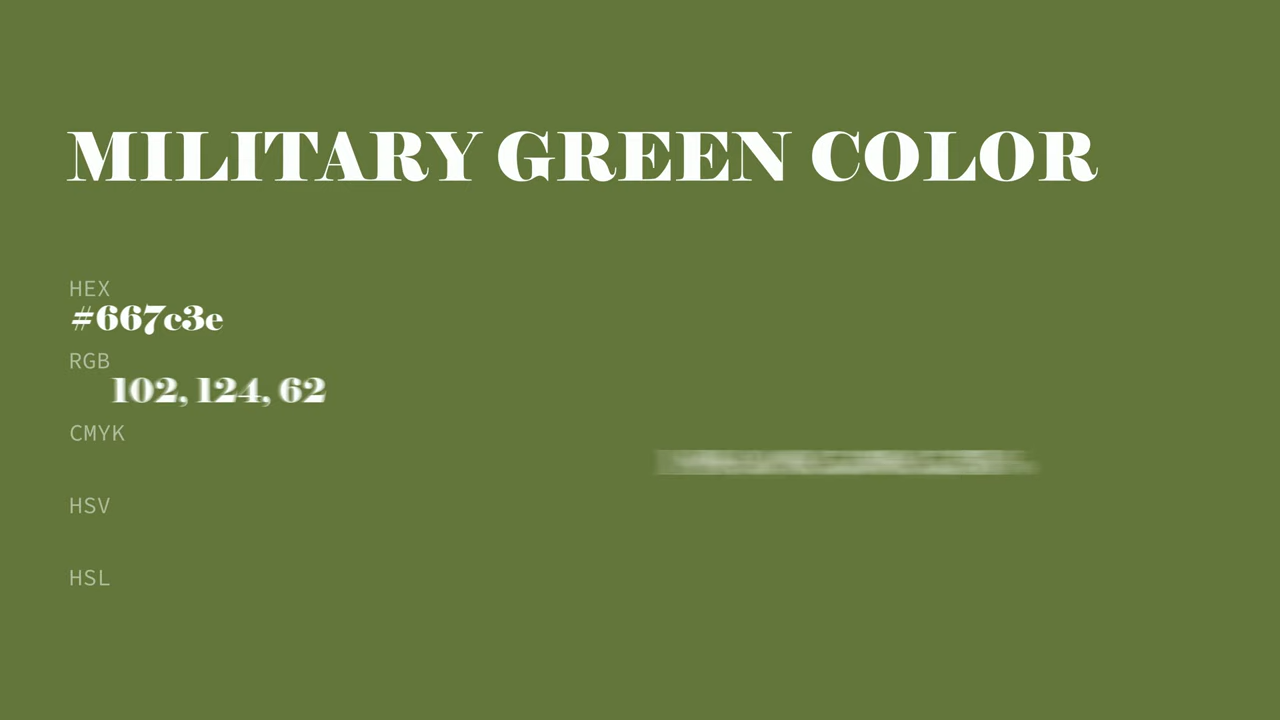 MILITARY GREEN COLOR
HEX
#667c3e
RGB
102, 124, 62
CMYK
HSV
HSL